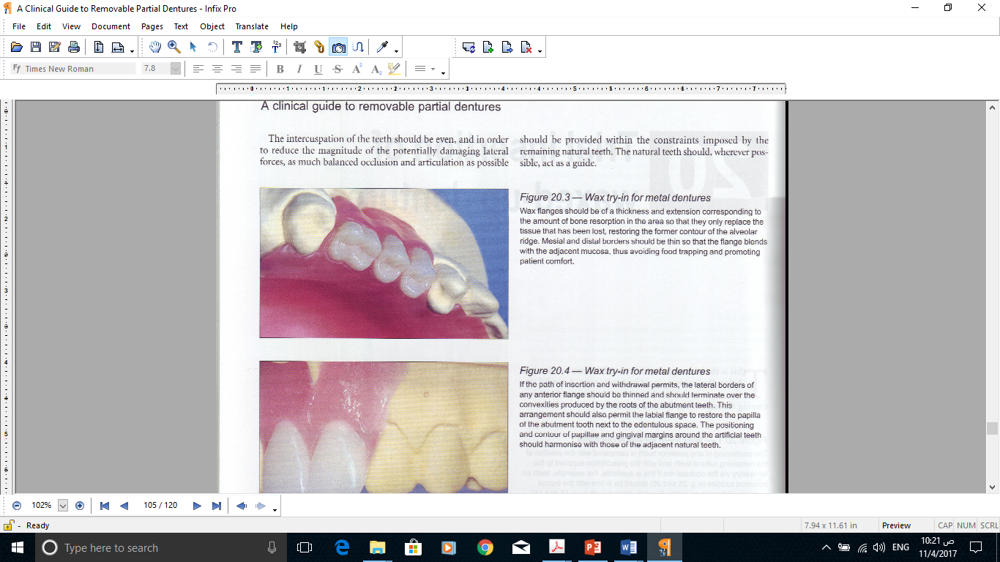 A Clinical Guide to Removable Partial Dentures - Infix Pro
File Edit View Document Pages Text Object Translate Help
Times New Roman 7.8
A clinical guide to removable partial dentures
The intercuspation of the teeth should be even, and in order
to reduce the magnitude of the potentially damaging lateral
forces, as much balanced occlusion and articulation as possible
should be provided within the constraints imposed by the
remaining natural teeth. The natural teeth should, wherever pos-
sible, act as a guide.
Figure 20.3 — Wax try-in for metal dentures
Wax flanges should be of a thickness and extension corresponding to
the amount of bone resorption in the area so that they only replace the
tissue that has been lost, restoring the former contour of the alveolar
ridge. Mesial and distal borders should be thin so that the flange blends
with the adjacent mucosa, thus avoiding food trapping and promoting
patient comfort.
Figure 20.4 — Wax try-in for metal dentures
If the path of insertion and withdrawal permits, the lateral borders of
any anterior flange should be thinned and should terminate over the
convexities produced by the roots of the abutment teeth. This
arrangement should also permit the labial flange to restore the papilla
of the abutment tooth next to the edentulous space. The positioning
and contour of papillae and gingival margins around the artificial teeth
should harmonise with those of the adjacent natural teeth.
102% 105 / 120
Ready 7.94 x 11.61 in Preview CAP NUM SCRL
Type here to search ENG 10:21 ص
11/4/2017